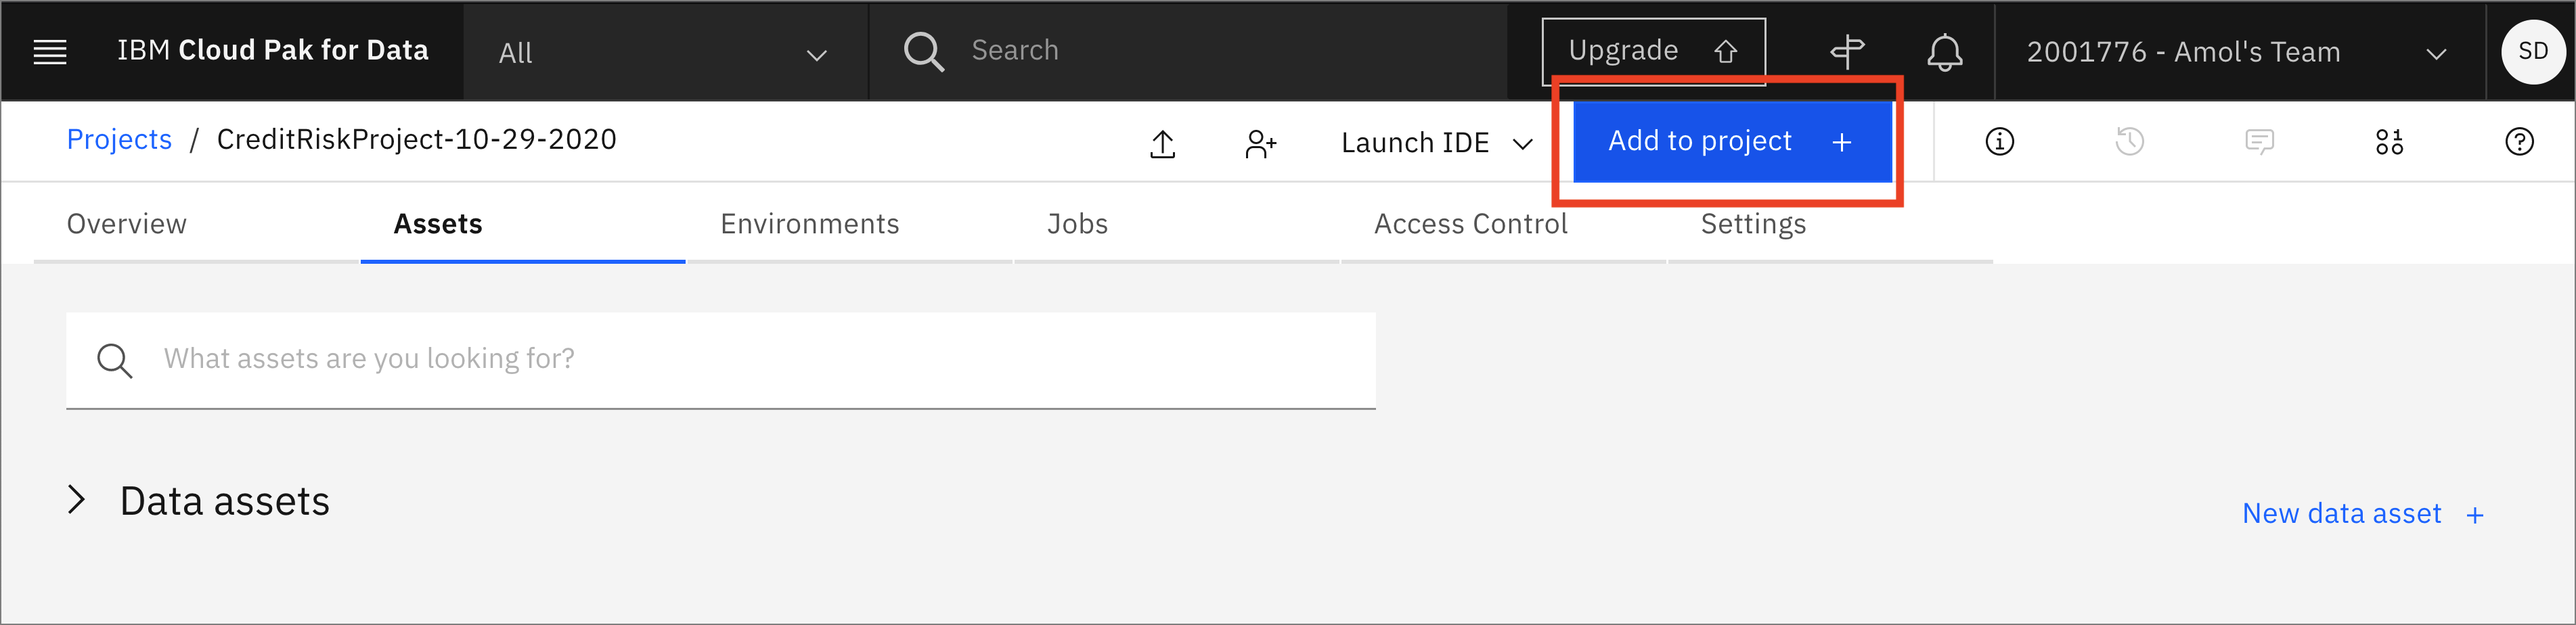 IBM Cloud Pak for Data
All
Search
Upgrade
2001776 - Amol's Team
SD
Projects / CreditRiskProject-10-29-2020
Launch IDE
Add to project +
Overview
Assets
Environments
Jobs
Access Control
Settings
What assets are you looking for?
Data assets
New data asset +